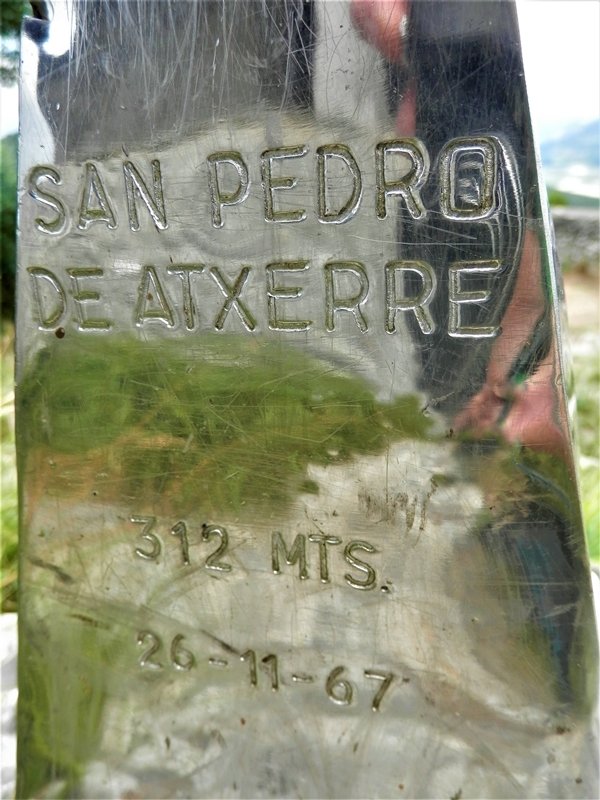 SAN PEDRO
DE ATXERRE
312 MTS.
26-11-67